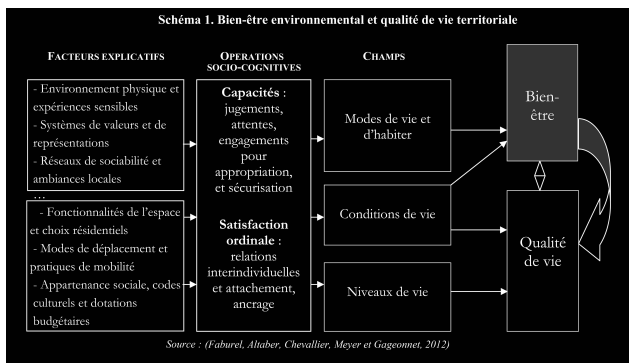 Schéma 1. Bien-être environnemental et qualité de vie territoriale
FACTEURS EXPLICATIFS
- Environnement physique et
expériences sensibles
- Systèmes de valeurs et de
représentations
- Réseaux de sociabilité et
ambiances locales
…
- Fonctionnalités de l'espace
et choix résidentiels
- Modes de déplacement et
pratiques de mobilité
- Appartenance sociale, codes
culturels et dotations
budgétaires
OPERATIONS
SOCIO-COGNITIVES
Capacités :
jugements,
attentes,
engagements
pour
appropriation,
et sécurisation
Satisfaction
ordinale :
relations
interindividuelles
et attachement,
ancrage
CHAMPS
Modes de vie et
d'habiter
Conditions de vie
Niveaux de vie
Bien-
être
Qualité
de vie
Source : (Faburel, Altaber, Chevallier, Meyer et Gageonnet, 2012)